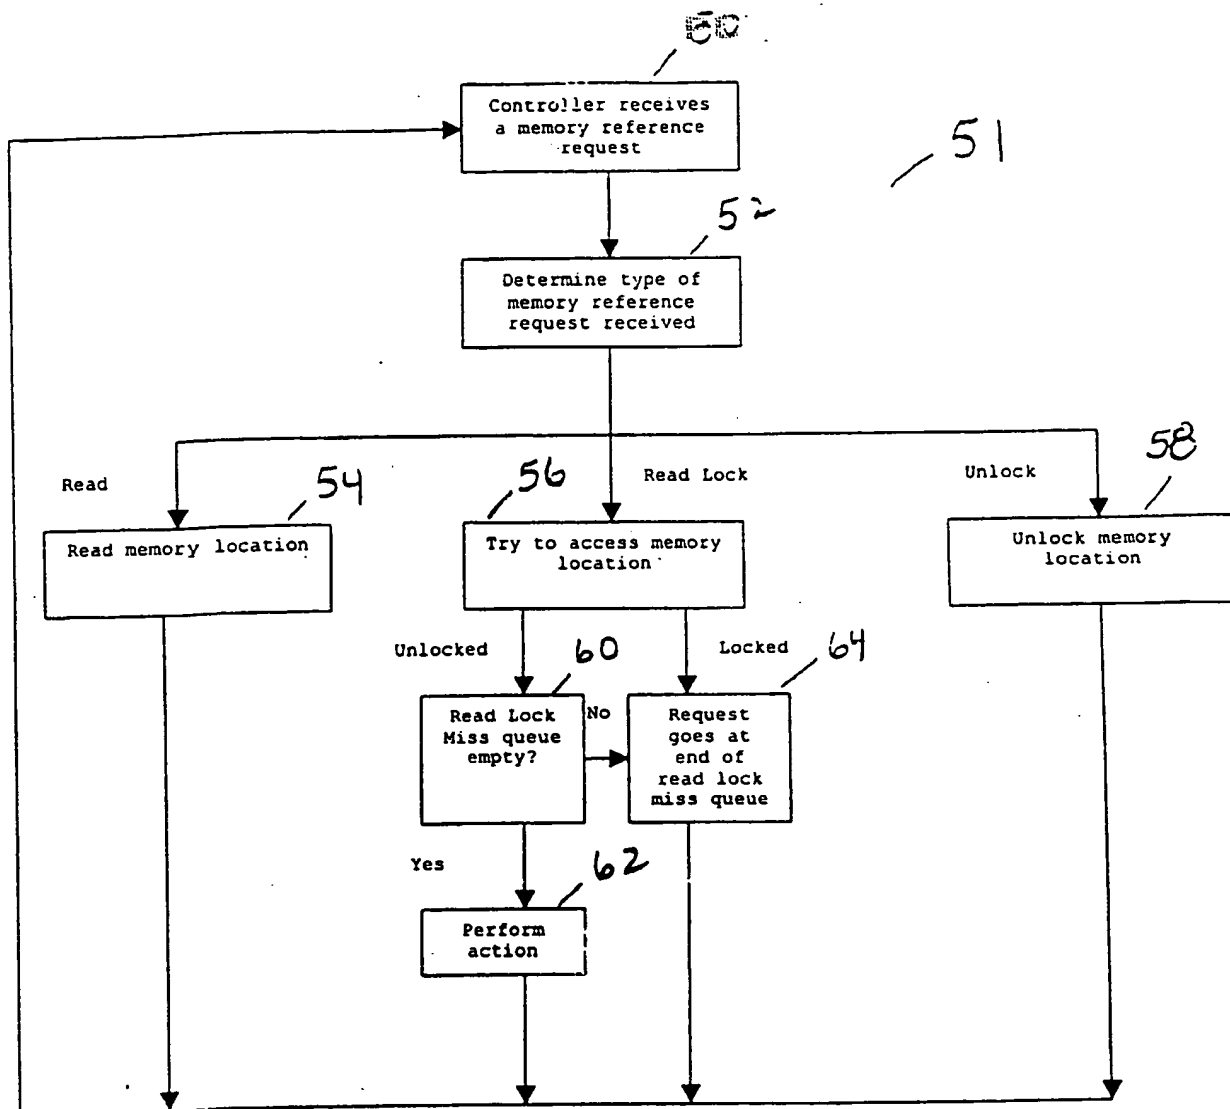 Controller receives
a memory reference
request
51
52
Determine type of
memory reference
request received
Read
54
56
Read Lock
Unlock
58
Read memory location
Try to access memory
location
Unlock memory
location
Unlocked
60
Locked
64
Read Lock
Miss queue
empty?
No
Request
goes at
end of
read lock
miss queue
Yes
62
Perform
action